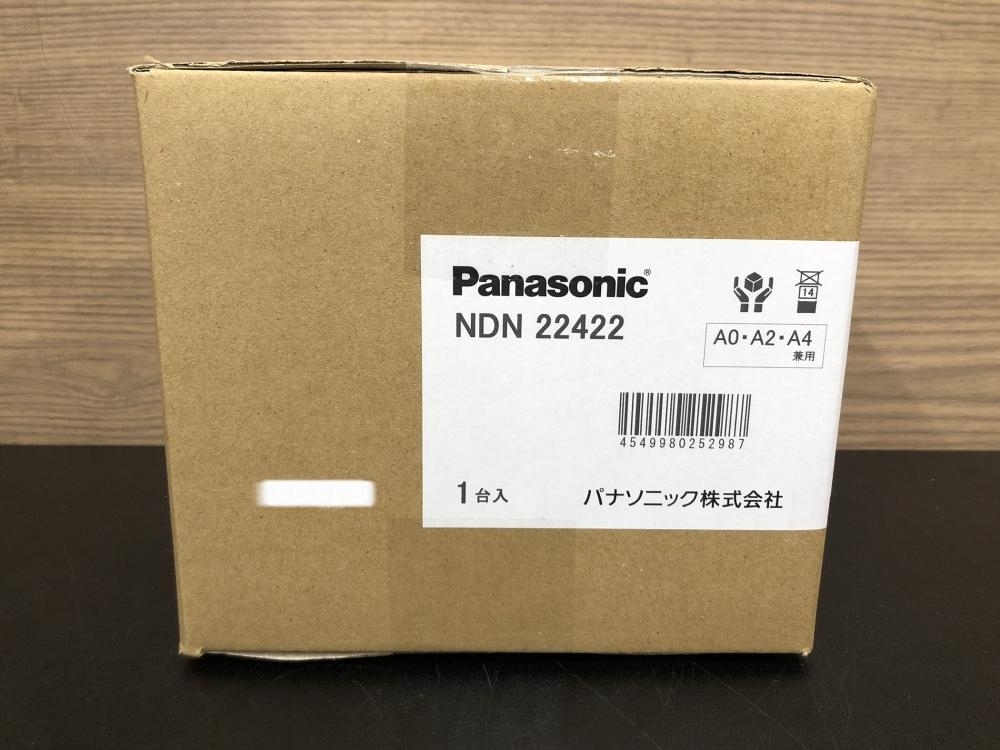 Panasonic®
NDN 22422
14
A0・A2・A4
兼用
4549980252987
1台入
パナソニック株式会社